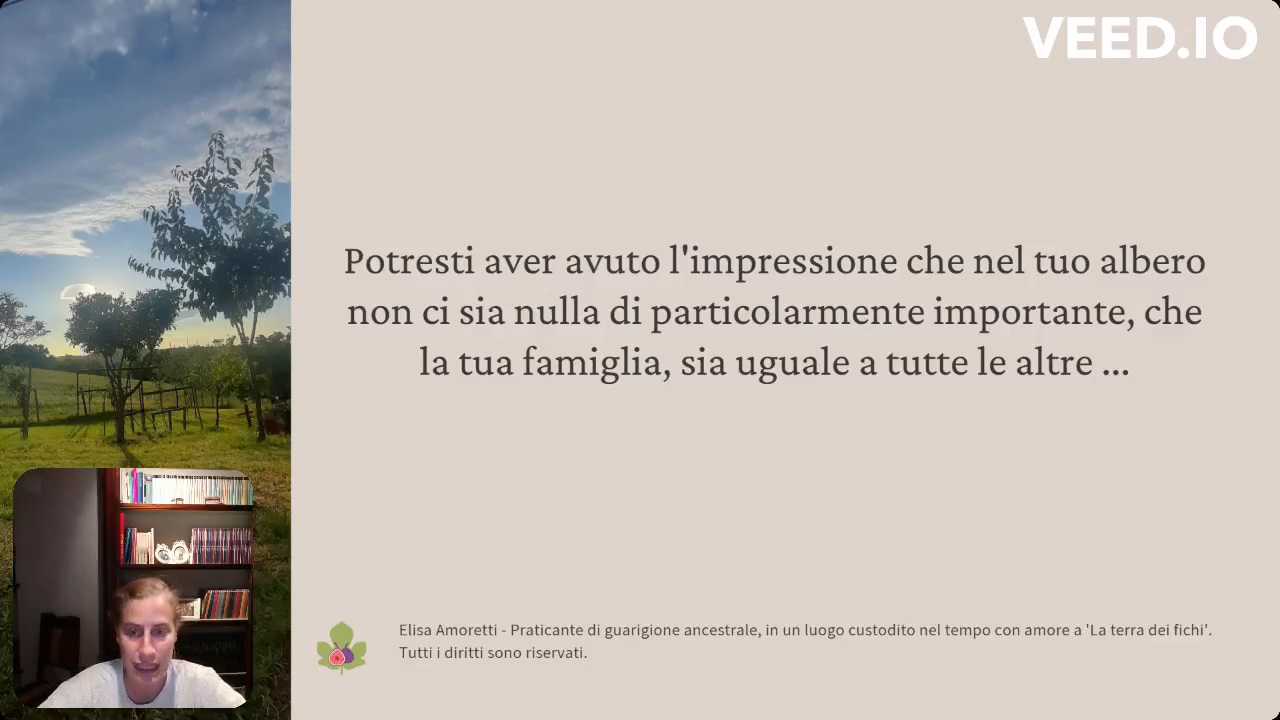 VEED.IO
Potresti aver avuto l'impressione che nel tuo albero
non ci sia nulla di particolarmente importante, che
la tua famiglia, sia uguale a tutte le altre ...
Elisa Amoretti - Praticante di guarigione ancestrale, in un luogo custodito nel tempo con amore a 'La terra dei fichi'.
Tutti i diritti sono riservati.